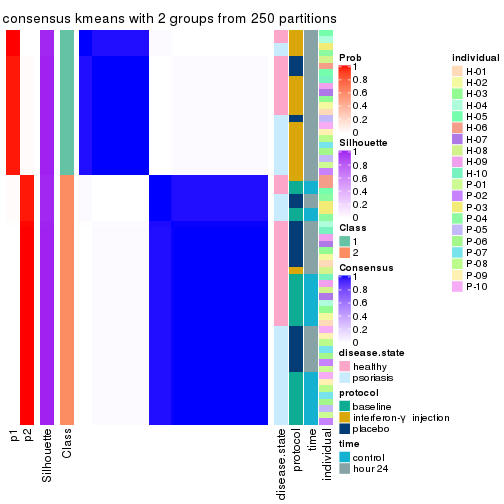 consensus kmeans with 2 groups from 250 partitions
Prob
1
0.8
0.6
0.4
0.2
0
Silhouette
1
0.8
0.6
0.4
0.2
0
Class
1
2
Consensus
1
0.8
0.6
0.4
0.2
0
disease.state
healthy
psoriasis
protocol
baseline
interferon-γ injection
placebo
time
control
hour 24
individual
H-01
H-02
H-03
H-04
H-05
H-06
H-07
H-08
H-09
H-10
P-01
P-02
P-03
P-04
P-05
P-06
P-07
P-08
P-09
P-10
p1
p2
Silhouette
Class
disease.state
protocol
time
individual